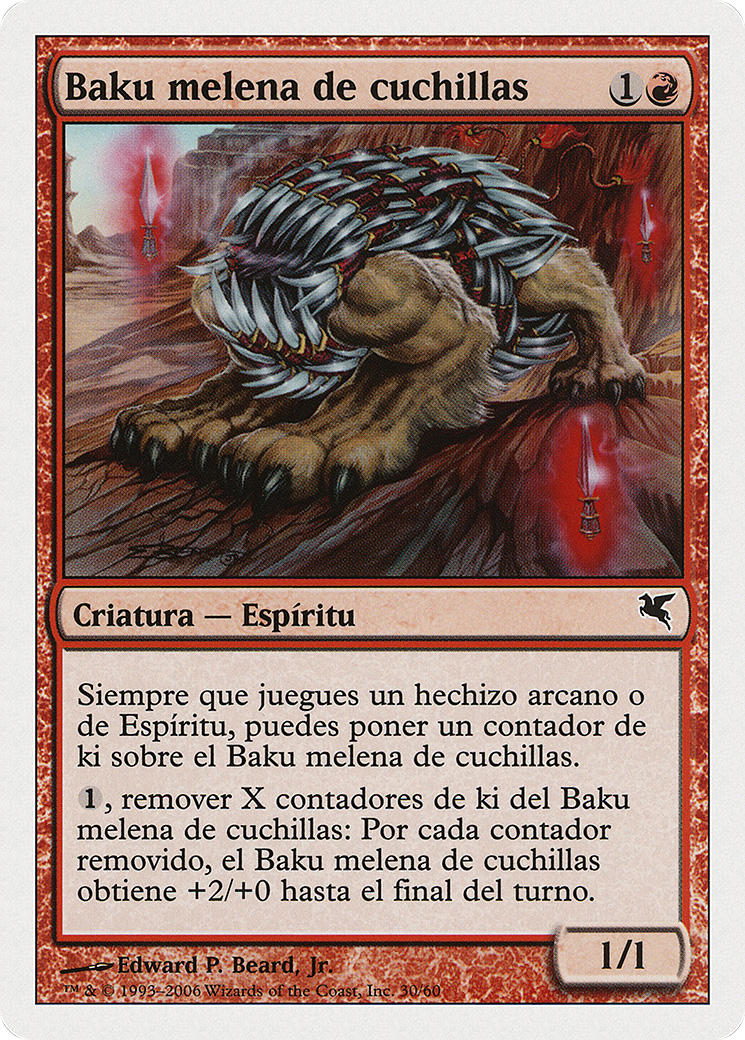 Baku melena de cuchillas 1
Criatura — Espíritu
Siempre que juegues un hechizo arcano o
de Espíritu, puedes poner un contador de
ki sobre el Baku melena de cuchillas.
1, remover X contadores de ki del Baku
melena de cuchillas: Por cada contador
removido, el Baku melena de cuchillas
obtiene +2/+0 hasta el final del turno.
1/1
Edward P. Beard, Jr.
™ & © 1993–2006 Wizards of the Coast, Inc. 30/60